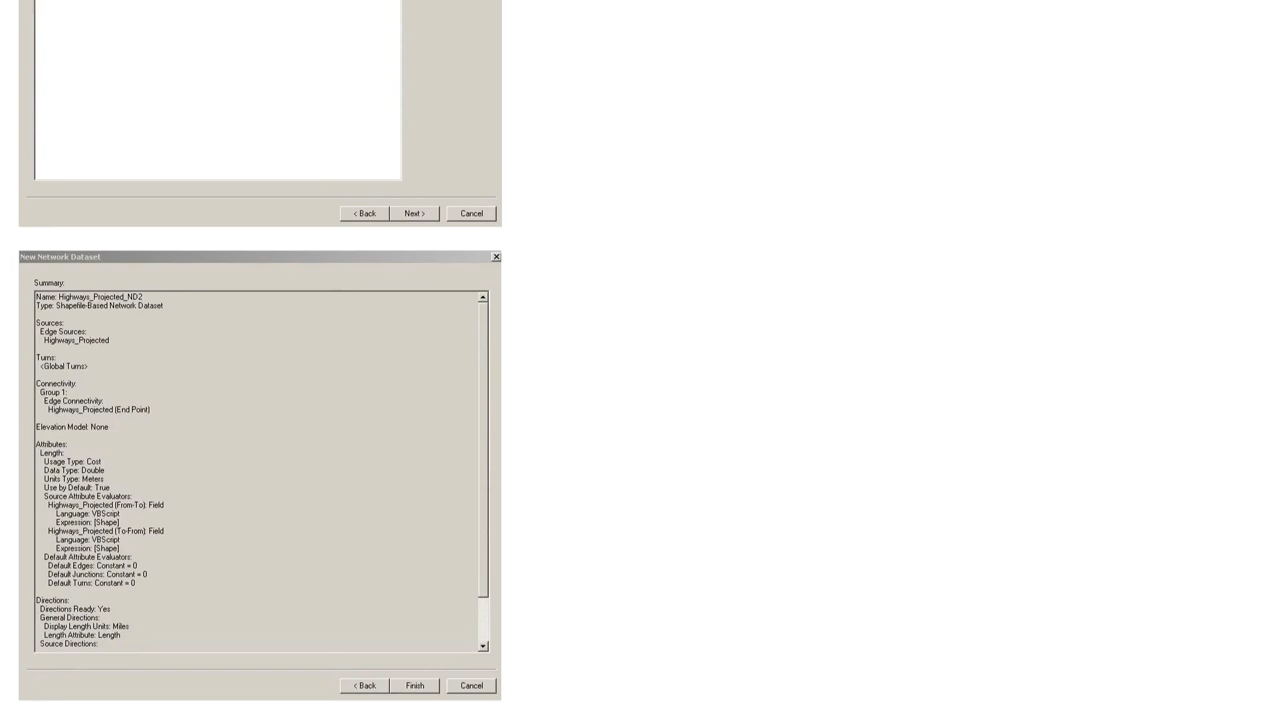 < Back Next > Cancel
New Network Dataset
Summary:
Name: Highways_Projected_ND2
Type: Shapefile-Based Network Dataset
Sources:
Edge Sources:
Highways_Projected
Turns:
<Global Turns>
Connectivity:
Group 1:
Edge Connectivity:
Highways_Projected (End Point)
Elevation Model: None
Attributes:
Length:
Usage Type: Cost
Data Type: Double
Units Type: Meters
Use by Default: True
Source Attribute Evaluators:
Highways_Projected (From-To): Field
Language: VBScript
Expression: [Shape]
Highways_Projected (To-From): Field
Language: VBScript
Expression: [Shape]
Default Attribute Evaluators:
Default Edges: Constant = 0
Default Junctions: Constant = 0
Default Turns: Constant = 0
Directions:
Directions Ready: Yes
General Directions:
Display Length Units: Miles
Length Attribute: Length
Source Directions:
< Back Finish Cancel